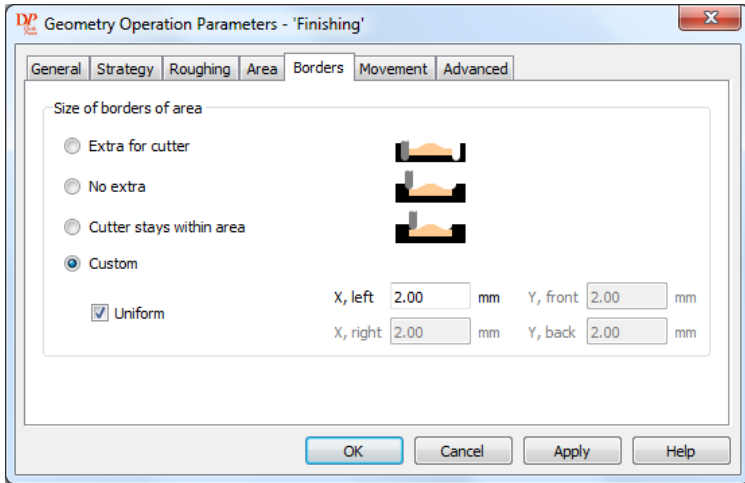 Geometry Operation Parameters - 'Finishing'
General Strategy Roughing Area Borders Movement Advanced
Size of borders of area
Extra for cutter
No extra
Cutter stays within area
Custom
X, left 2.00 mm Y, front 2.00 mm
Uniform
X, right 2.00 mm Y, back 2.00 mm
OK Cancel Apply Help